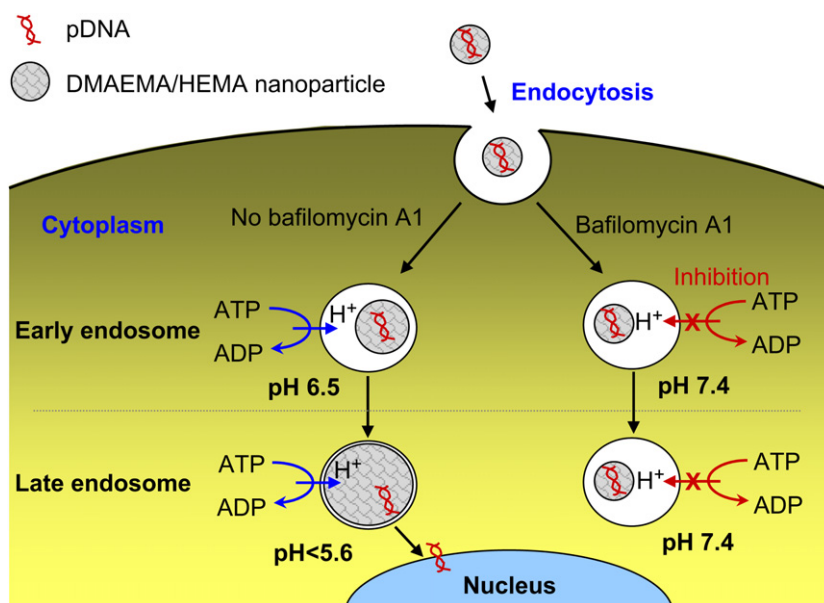 pDNA
DMAEMA/HEMA nanoparticle
Endocytosis
Cytoplasm
No bafilomycin A1
Bafilomycin A1
Inhibition
Early endosome
ATP
ADP
H+
pH 6.5
H+
X
ATP
ADP
pH 7.4
Late endosome
ATP
ADP
H+
pH<5.6
H+
X
ATP
ADP
pH 7.4
Nucleus